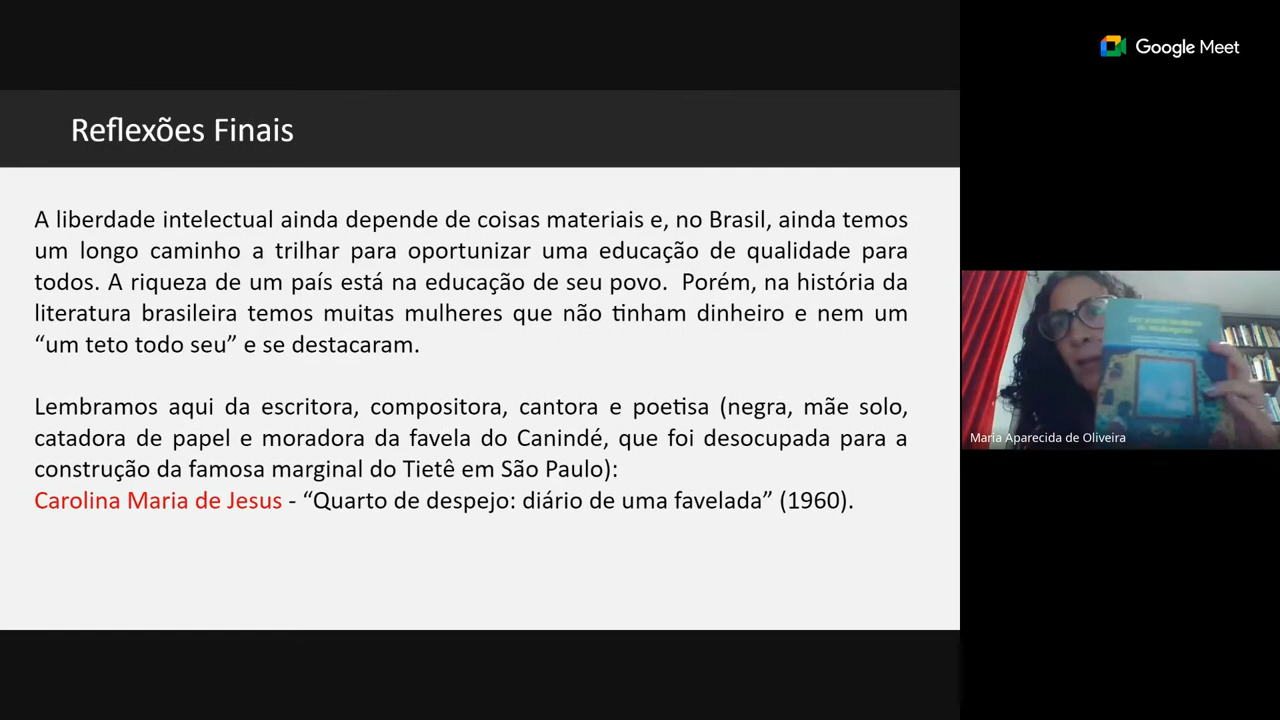 Google Meet
Reflexões Finais
A liberdade intelectual ainda depende de coisas materiais e, no Brasil, ainda temos
um longo caminho a trilhar para oportunizar uma educação de qualidade para
todos. A riqueza de um país está na educação de seu povo. Porém, na história da
literatura brasileira temos muitas mulheres que não tinham dinheiro e nem um
“um teto todo seu” e se destacaram.
Lembramos aqui da escritora, compositora, cantora e poetisa (negra, mãe solo,
catadora de papel e moradora da favela do Canindé, que foi desocupada para a
construção da famosa marginal do Tietê em São Paulo):
Carolina Maria de Jesus - “Quarto de despejo: diário de uma favelada” (1960).
Maria Aparecida de Oliveira